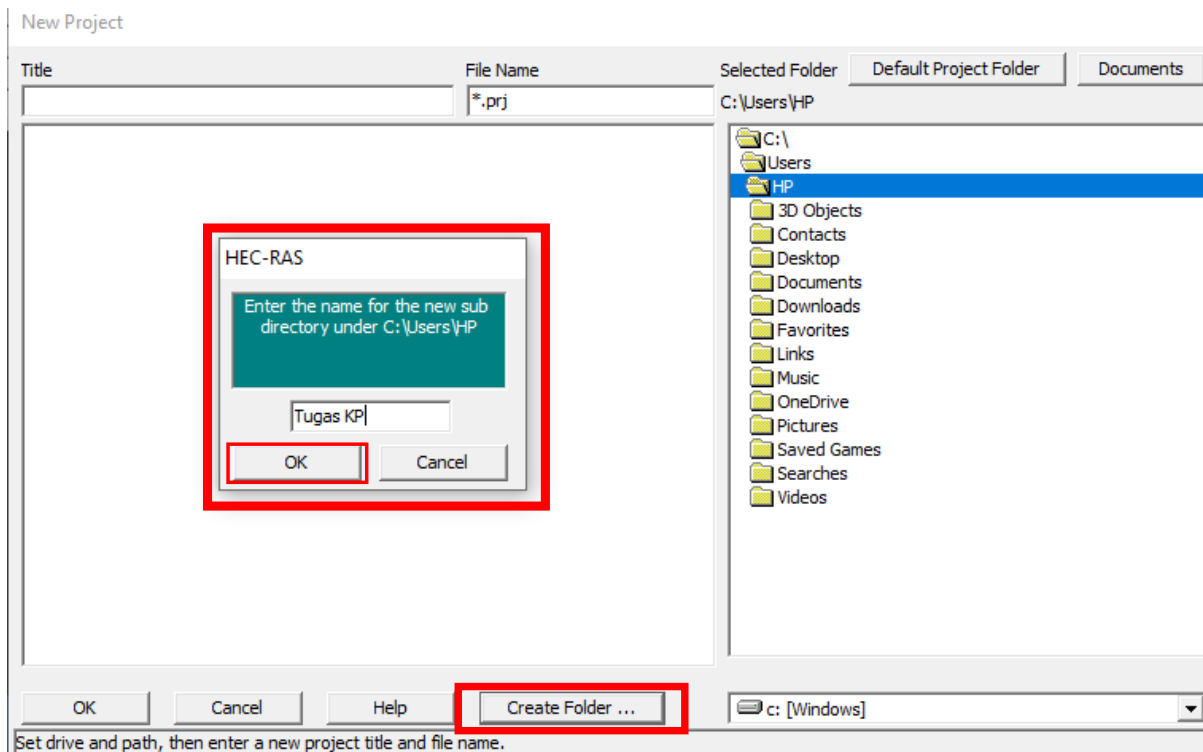 New Project
Title
File Name
Selected Folder
Default Project Folder
Documents
*.prj
C:\Users\HP
C:\
Users
HP
3D Objects
Contacts
Desktop
Documents
Downloads
Favorites
Links
Music
OneDrive
Pictures
Saved Games
Searches
Videos
HEC-RAS
Enter the name for the new sub
directory under C:\Users\HP
Tugas KP
OK
Cancel
OK
Cancel
Help
Create Folder ...
c: [Windows]
Set drive and path, then enter a new project title and file name.